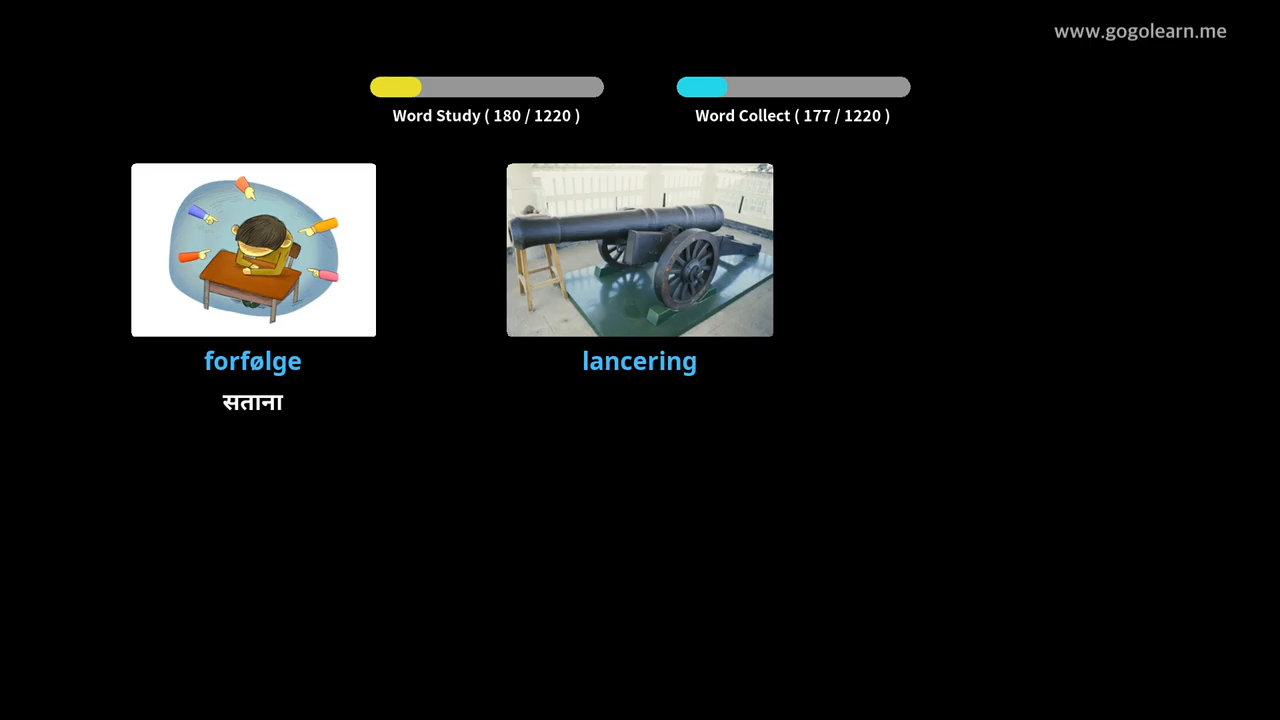 www.gogolearn.me
Word Study ( 180 / 1220 )
Word Collect ( 177 / 1220 )
forfølge
lancering
सताना